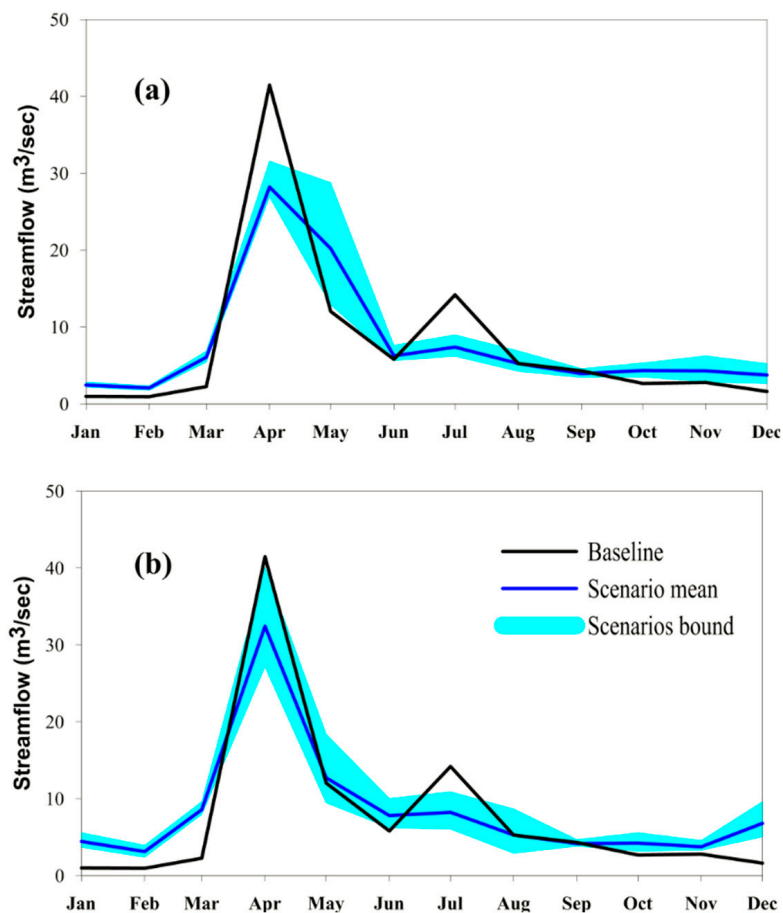 50
(a)
40
30
20
10
0
Streamflow (m³/sec)
Jan Feb Mar Apr May Jun Jul Aug Sep Oct Nov Dec
50
(b)
Baseline
Scenario mean
Scenarios bound
40
30
20
10
0
Streamflow (m³/sec)
Jan Feb Mar Apr May Jun Jul Aug Sep Oct Nov Dec